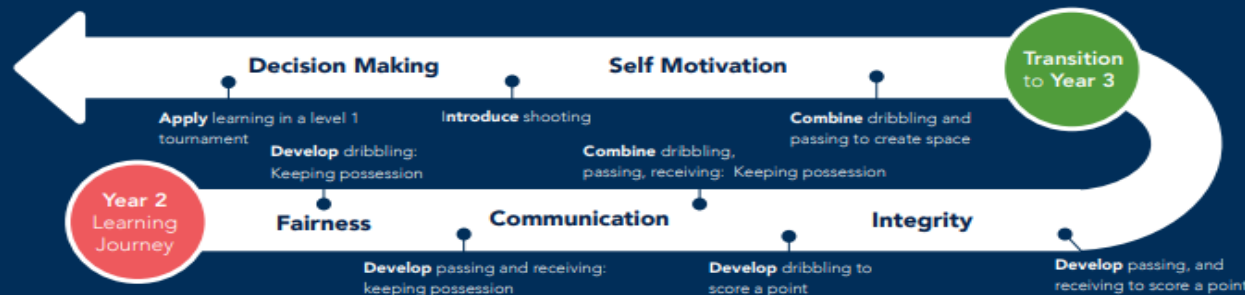 Decision Making
Self Motivation
Transition
to Year 3
Apply learning in a level 1
tournament
Introduce shooting
Combine dribbling and
passing to create space
Develop dribbling:
Keeping possession
Combine dribbling,
passing, receiving: Keeping possession
Year 2
Learning
Journey
Fairness
Communication
Integrity
Develop passing and receiving:
keeping possession
Develop dribbling to
score a point
Develop passing, and
receiving to score a point